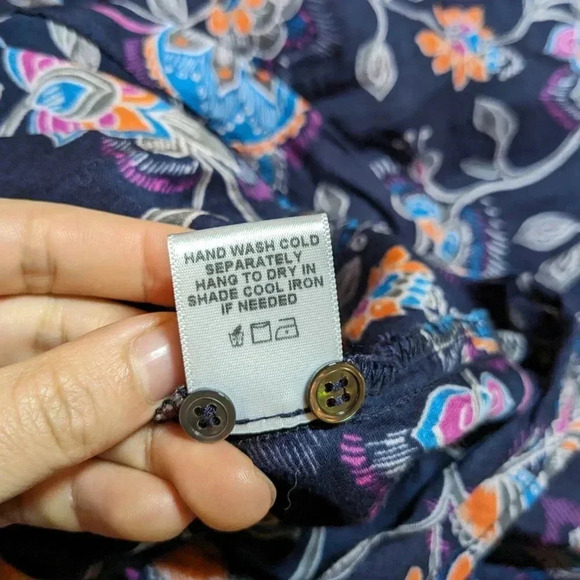 HAND WASH COLD
SEPARATELY
HANG TO DRY IN
SHADE COOL IRON
IF NEEDED